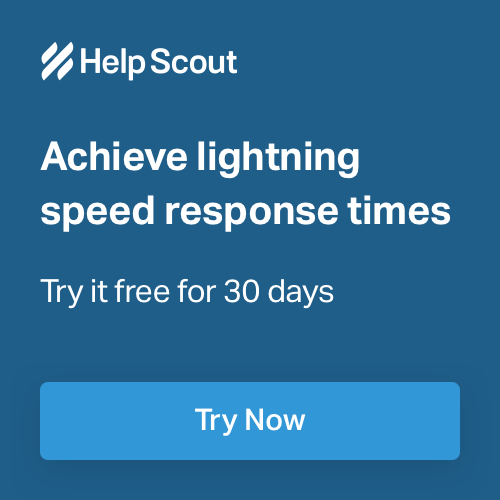 Help Scout
Achieve lightning
speed response times
Try it free for 30 days
Try Now